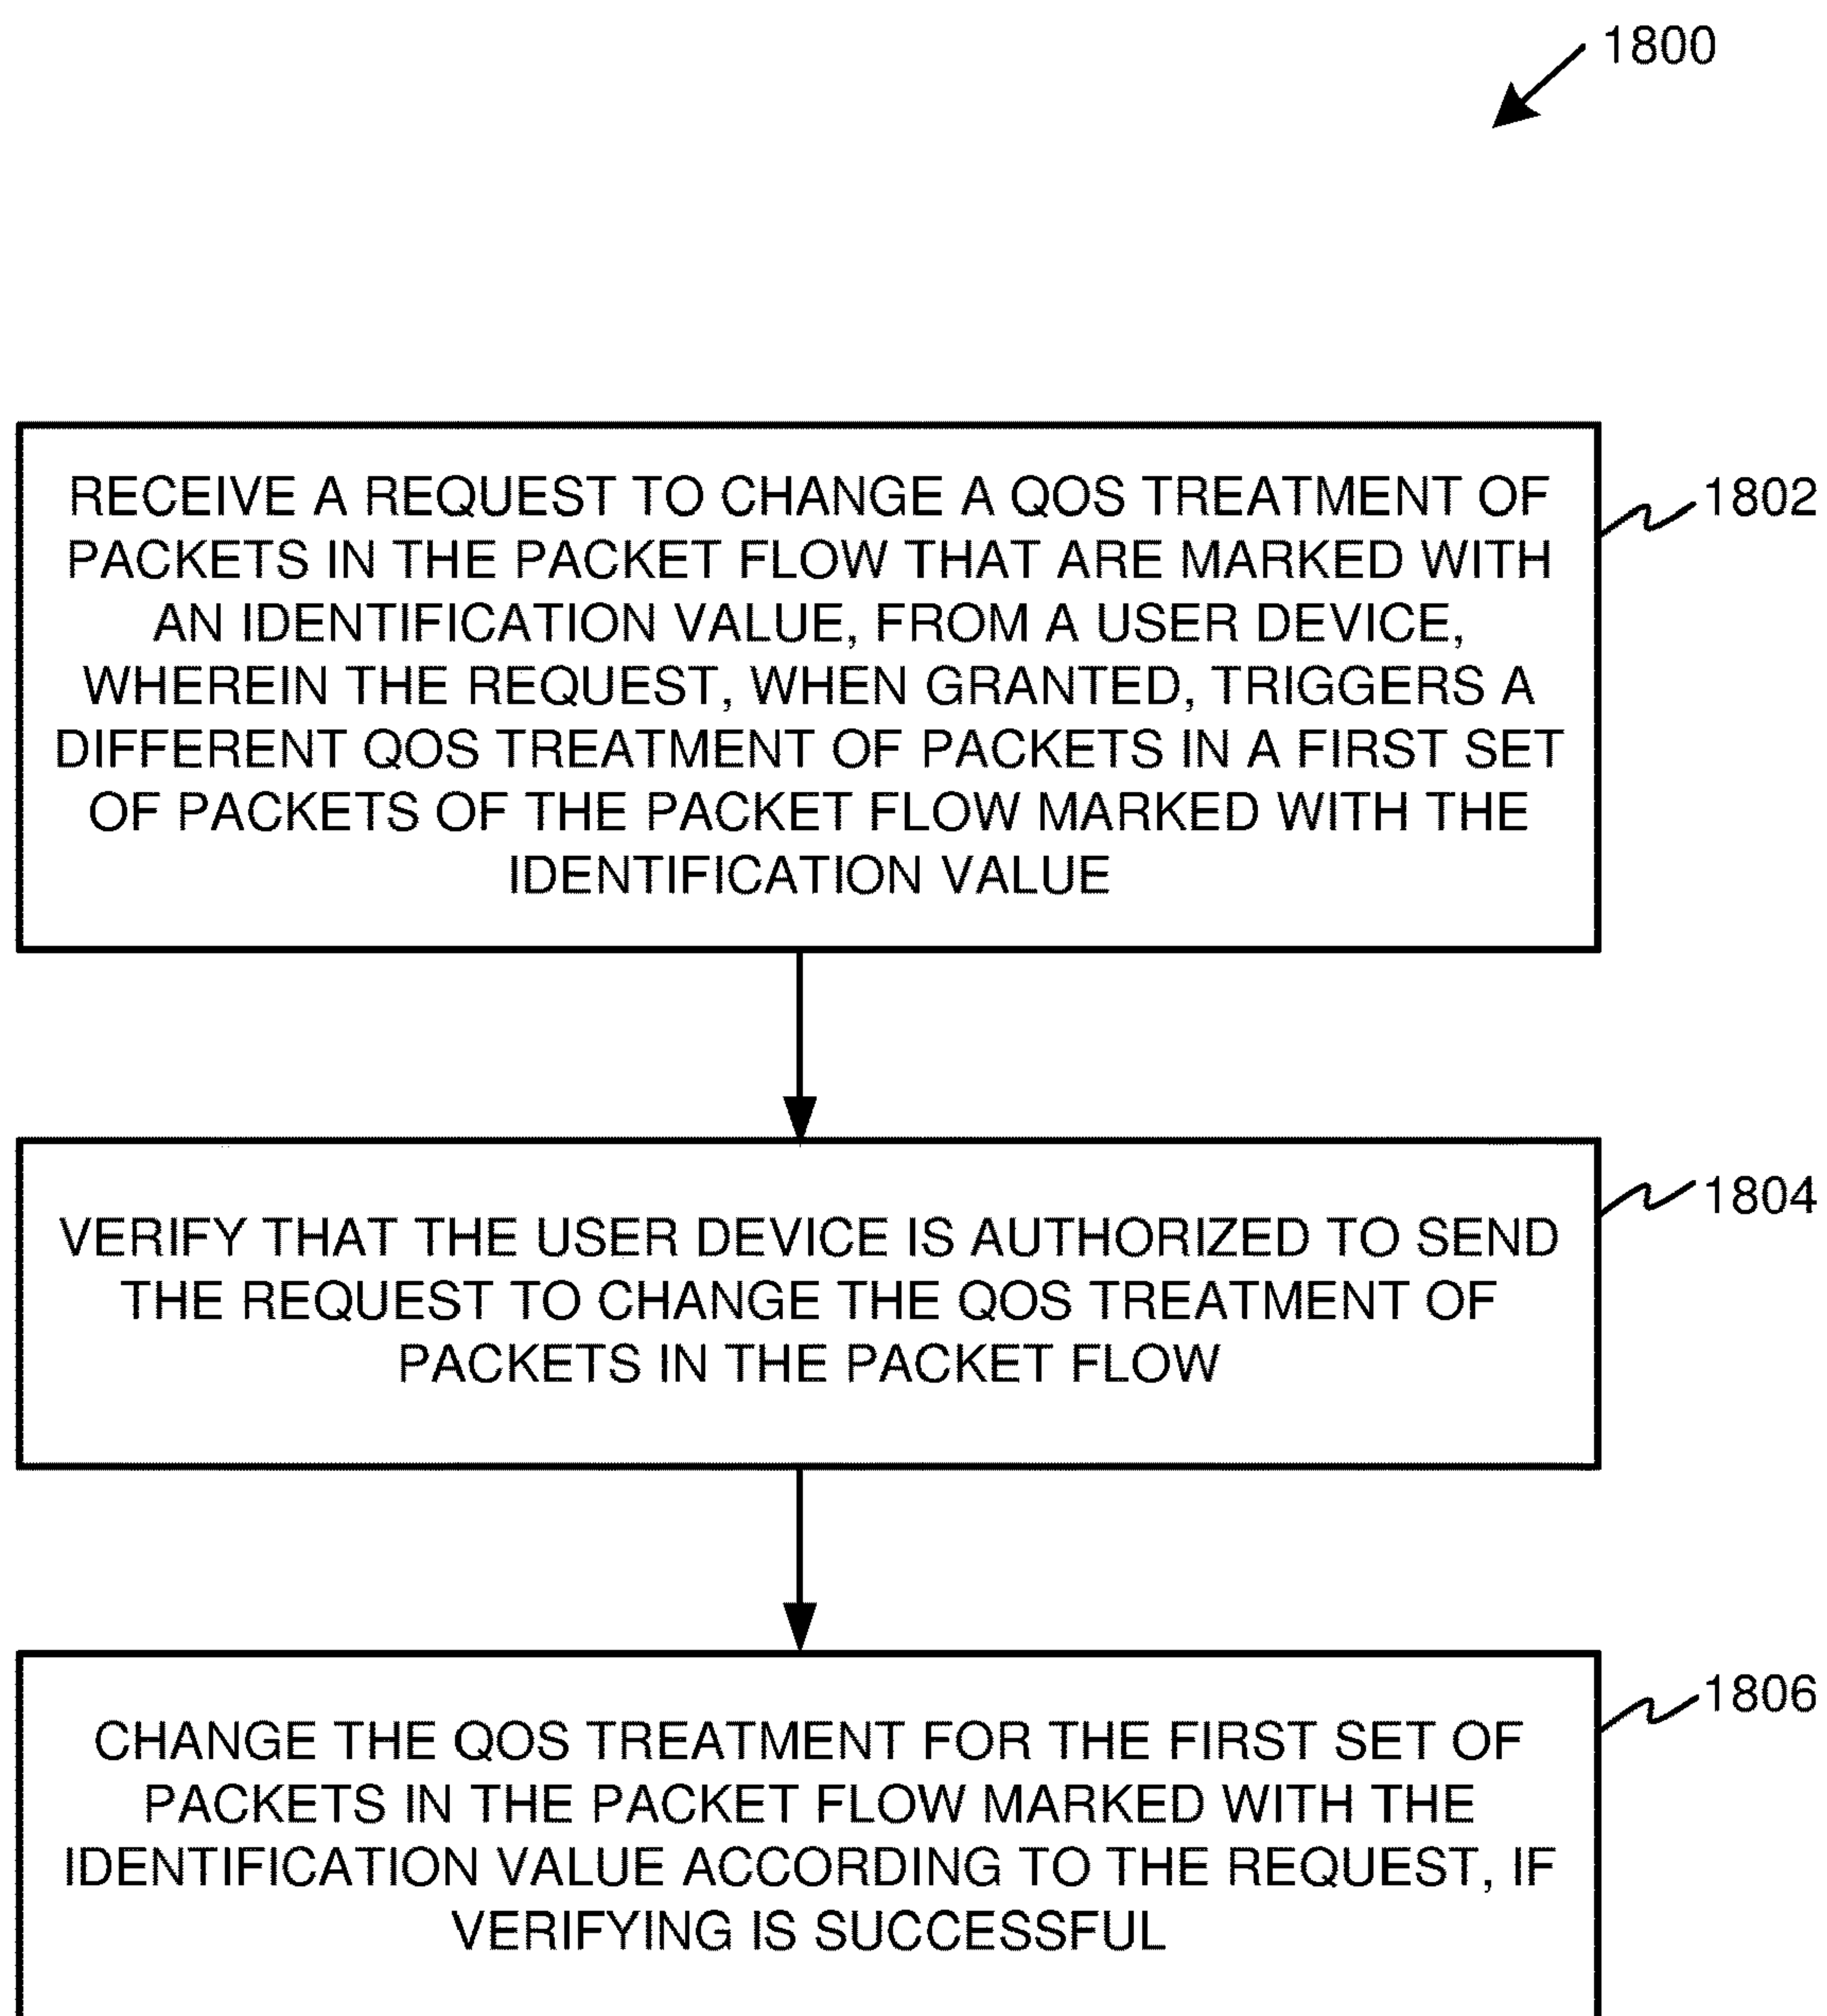 1800
RECEIVE A REQUEST TO CHANGE A QOS TREATMENT OF
PACKETS IN THE PACKET FLOW THAT ARE MARKED WITH
AN IDENTIFICATION VALUE, FROM A USER DEVICE,
WHEREIN THE REQUEST, WHEN GRANTED, TRIGGERS A
DIFFERENT QOS TREATMENT OF PACKETS IN A FIRST SET
OF PACKETS OF THE PACKET FLOW MARKED WITH THE
IDENTIFICATION VALUE
1802
VERIFY THAT THE USER DEVICE IS AUTHORIZED TO SEND
THE REQUEST TO CHANGE THE QOS TREATMENT OF
PACKETS IN THE PACKET FLOW
1804
CHANGE THE QOS TREATMENT FOR THE FIRST SET OF
PACKETS IN THE PACKET FLOW MARKED WITH THE
IDENTIFICATION VALUE ACCORDING TO THE REQUEST, IF
VERIFYING IS SUCCESSFUL
1806